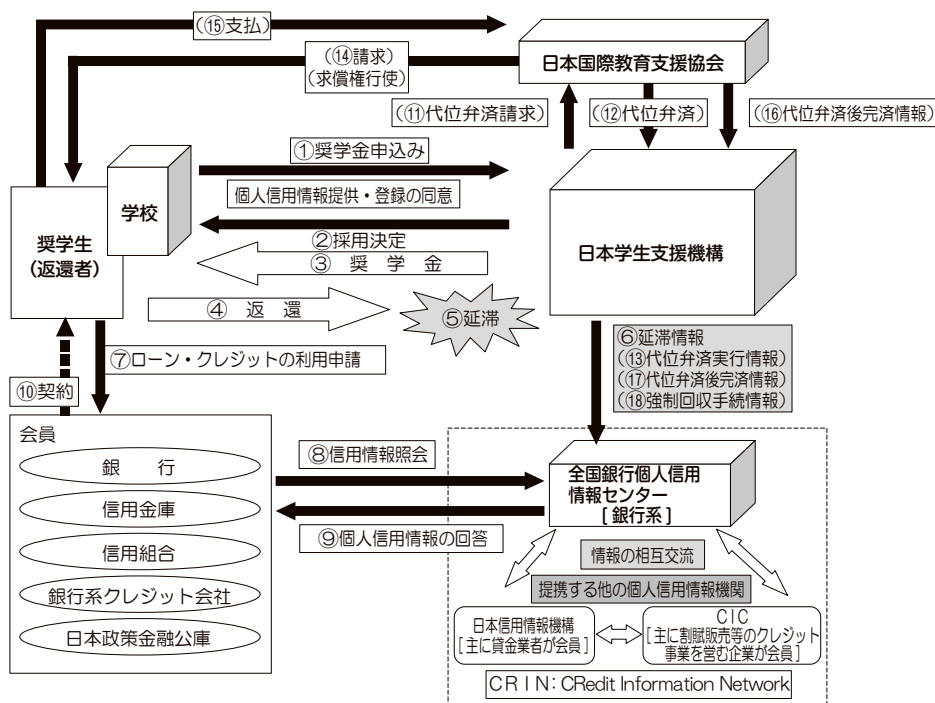 (⑮支払)
(⑭請求)
(求償権行使)
日本国際教育支援協会
(⑪代位弁済請求)
(⑫代位弁済)
(⑯代位弁済後完済情報)
①奨学金申込み
個人信用情報提供・登録の同意
学校
奨学生
(返還者)
②採用決定
③ 奨 学 金
日本学生支援機構
④ 返 還
⑤延滞
⑥延滞情報
(⑬代位弁済実行情報)
(⑰代位弁済後完済情報)
(⑱強制回収手続情報)
⑦ローン・クレジットの利用申請
⑩契約
会員
銀 行
信用金庫
信用組合
銀行系クレジット会社
日本政策金融公庫
⑧信用情報照会
⑨個人信用情報の回答
全国銀行個人信用
情報センター
[銀行系]
情報の相互交流
提携する他の個人信用情報機関
日本信用情報機構
[主に貸金業者が会員]
CIC
[主に割賦販売等のクレジット
事業を営む企業が会員]
CRIN:CRedit Information Network